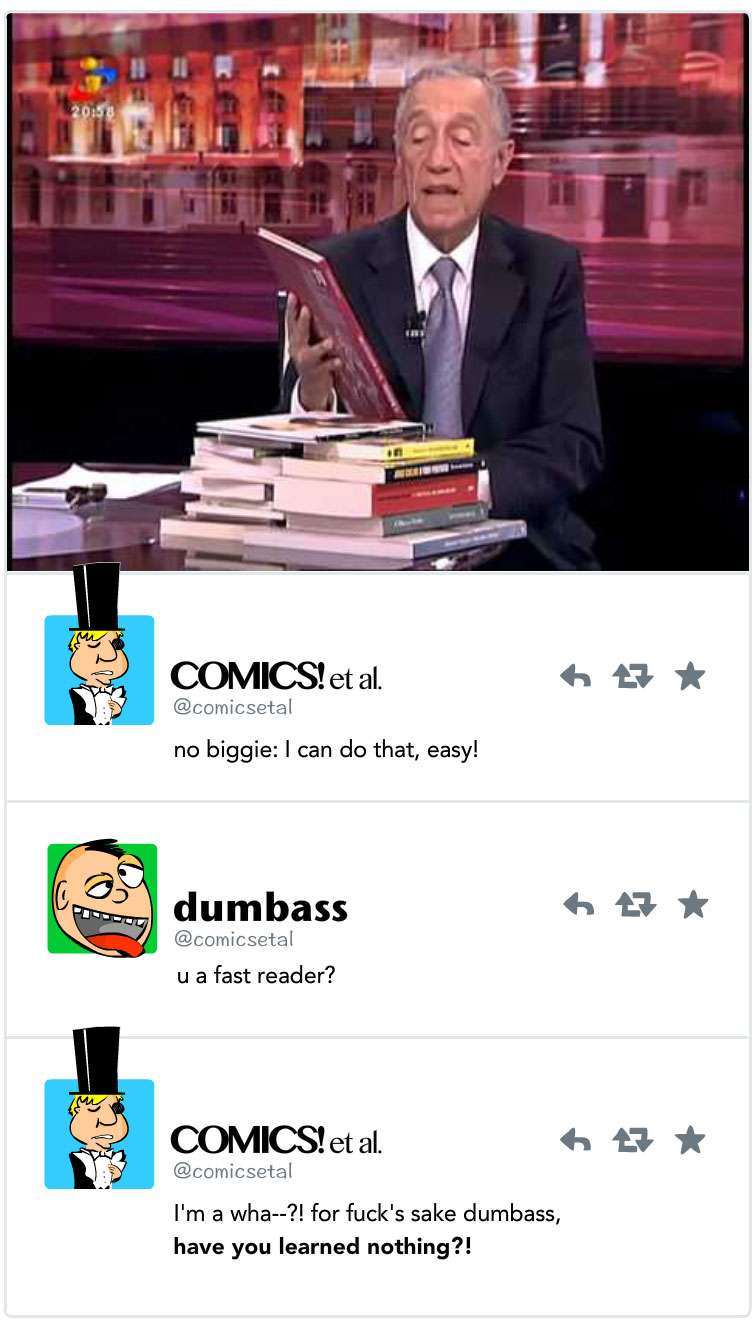 20:58
COMICS! et al.
@comicsetal
no biggie: I can do that, easy!
dumbass
@comicsetal
u a fast reader?
COMICS! et al.
@comicsetal
I'm a wha--?! for fuck's sake dumbass,
have you learned nothing?!